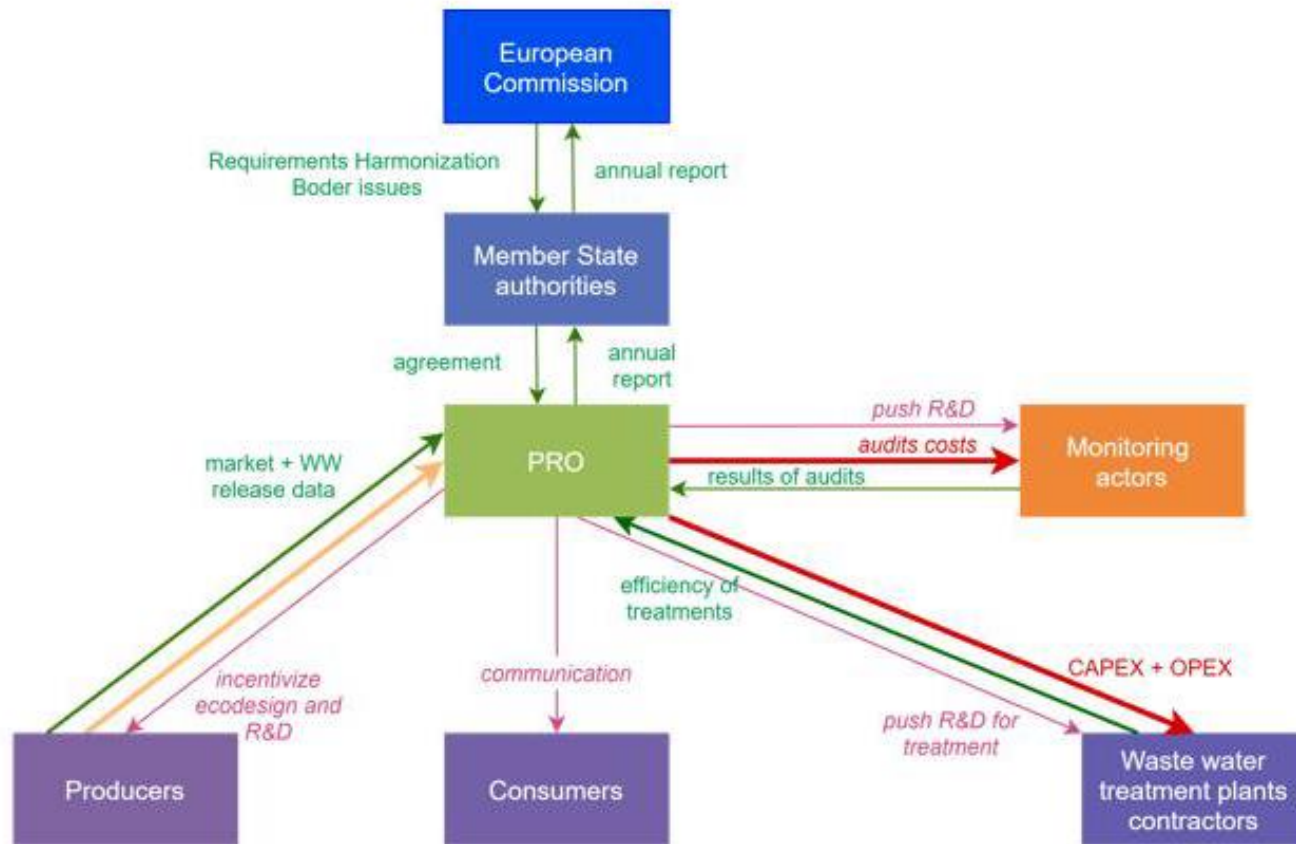 European
Commission
Requirements Harmonization
Boder issues
annual report
Member State
authorities
agreement
annual
report
PRO
push R&D
audits costs
results of audits
Monitoring
actors
market + WW
release data
efficiency of
treatments
incentivize
ecodesign and
R&D
communication
CAPEX + OPEX
push R&D for
treatment
Producers
Consumers
Waste water
treatment plants
contractors